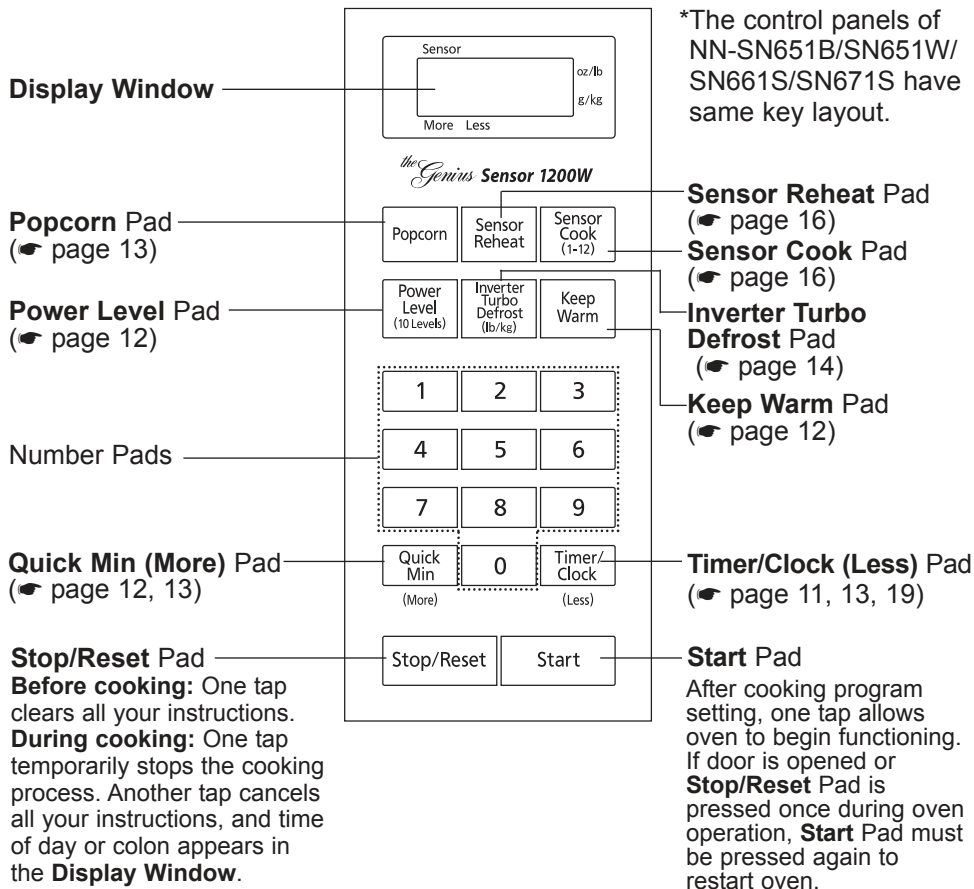 *The control panels of
NN-SN651B/SN651W/
SN661S/SN671S have
same key layout.
Display Window
Sensor
oz/lb
g/kg
More Less
the Genius Sensor 1200W
Popcorn Pad
(☛ page 13)
Power Level Pad
(☛ page 12)
Number Pads
Quick Min (More) Pad
(☛ page 12, 13)
Stop/Reset Pad
Before cooking: One tap
clears all your instructions.
During cooking: One tap
temporarily stops the cooking
process. Another tap cancels
all your instructions, and time
of day or colon appears in
the Display Window.
Popcorn
Sensor
Reheat
Sensor
Cook
(1-12)
Power
Level
(10 Levels)
Inverter
Turbo
Defrost
(lb/kg)
Keep
Warm
1 2 3
4 5 6
7 8 9
Quick
Min
(More)
0
Timer/
Clock
(Less)
Stop/Reset
Start
Sensor Reheat Pad
(☛ page 16)
Sensor Cook Pad
(☛ page 16)
Inverter Turbo
Defrost Pad
(☛ page 14)
Keep Warm Pad
(☛ page 12)
Timer/Clock (Less) Pad
(☛ page 11, 13, 19)
Start Pad
After cooking program
setting, one tap allows
oven to begin functioning.
If door is opened or
Stop/Reset Pad is
pressed once during oven
operation, Start Pad must
be pressed again to
restart oven.